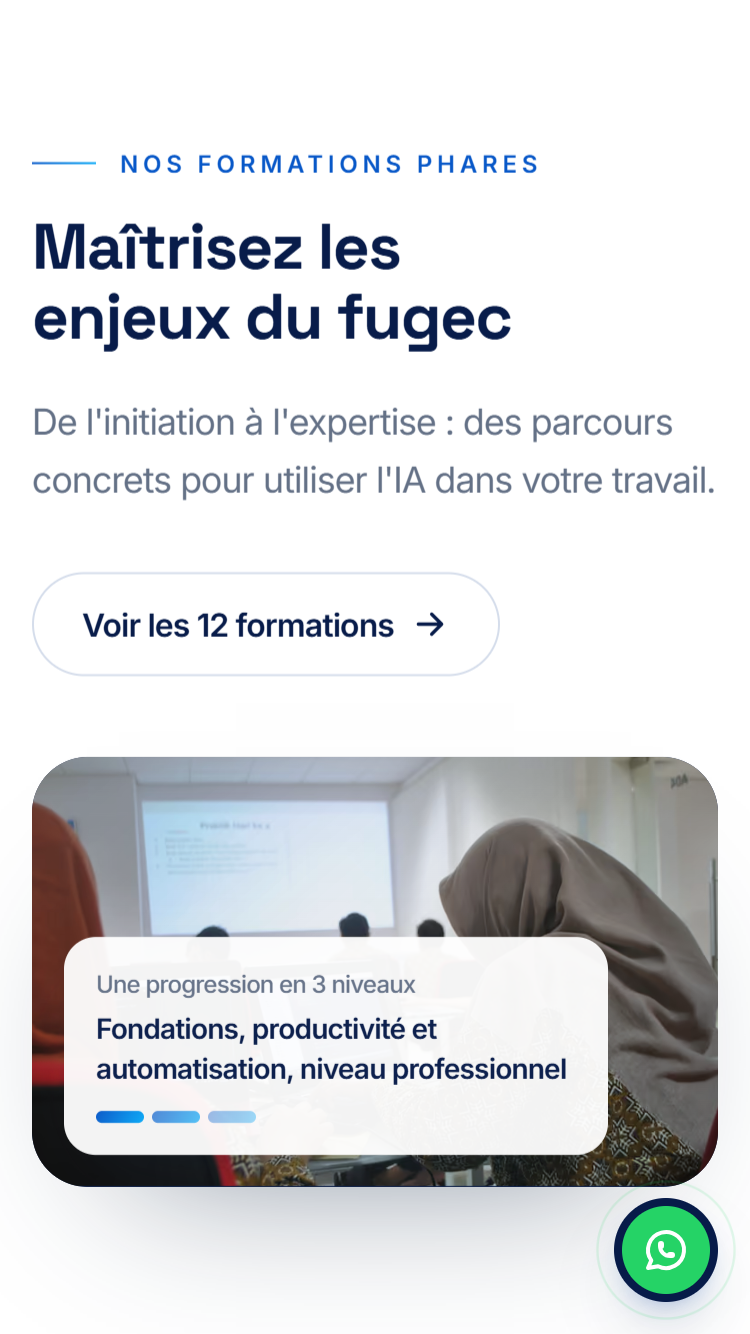 NOS FORMATIONS PHARES
Maîtrisez les
enjeux du fugec
De l'initiation à l'expertise : des parcours
concrets pour utiliser l'IA dans votre travail.
Voir les 12 formations
Une progression en 3 niveaux
Fondations, productivité et
automatisation, niveau professionnel